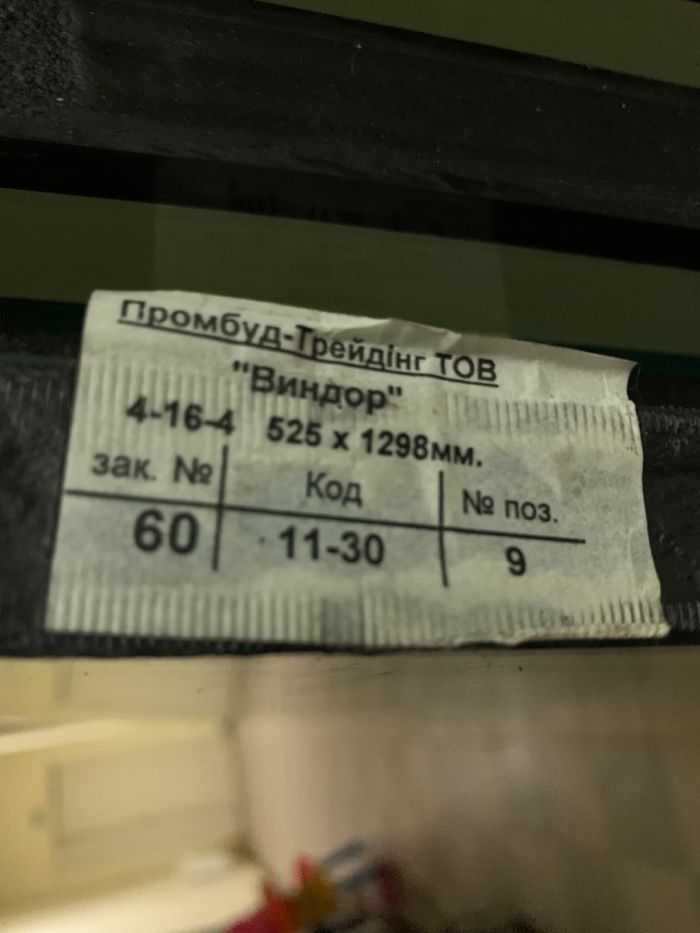 Промбуд-Трейдінг ТОВ
"Виндор"
4-16-4 525 х 1298мм.
зак. № Код № поз.
60 11-30 9